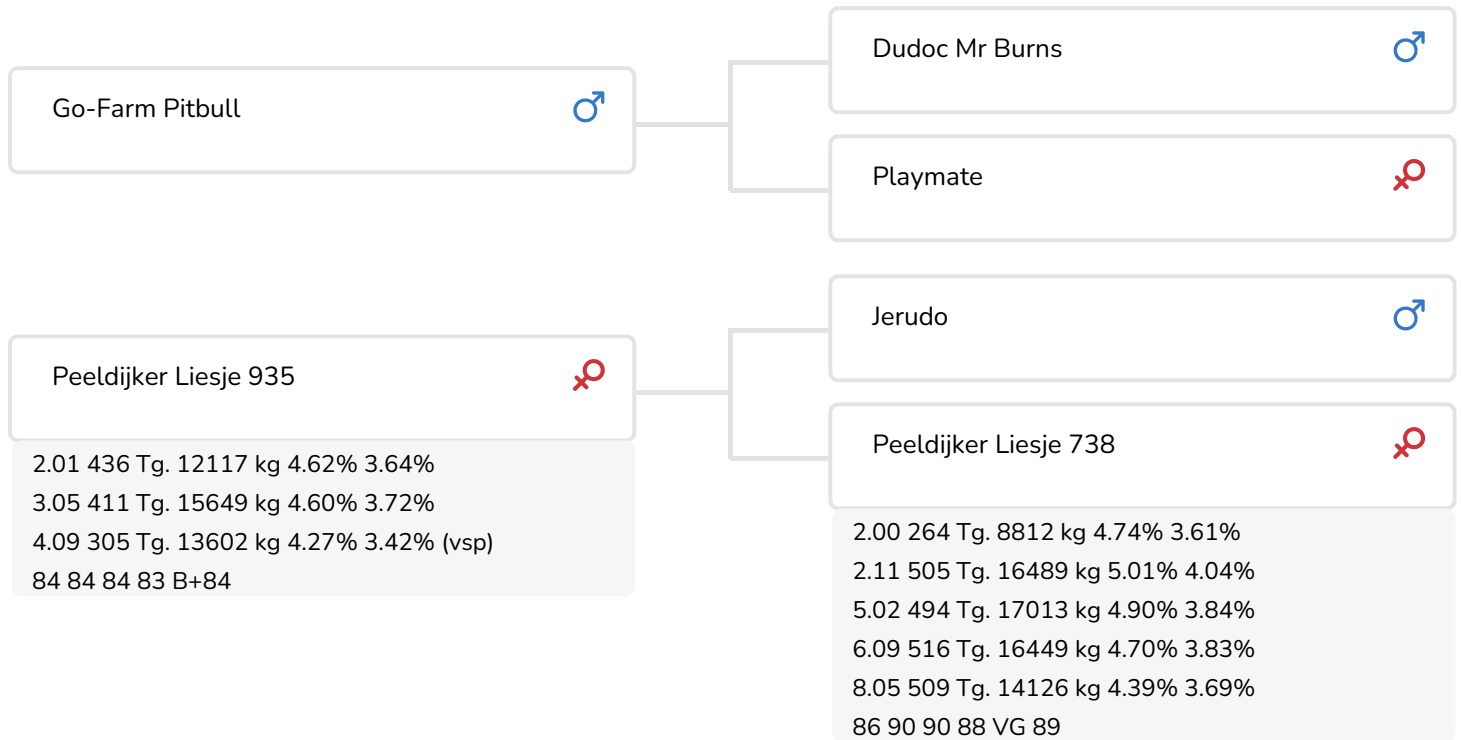 Go-Farm Pitbull
Dudoc Mr Burns
Playmate
Peeldijker Liesje 935
2.01 436 Tg. 12117 kg 4.62% 3.64%
3.05 411 Tg. 15649 kg 4.60% 3.72%
4.09 305 Tg. 13602 kg 4.27% 3.42% (vsp)
84 84 84 83 B+84
Jerudo
Peeldijker Liesje 738
2.00 264 Tg. 8812 kg 4.74% 3.61%
2.11 505 Tg. 16489 kg 5.01% 4.04%
5.02 494 Tg. 17013 kg 4.90% 3.84%
6.09 516 Tg. 16449 kg 4.70% 3.83%
8.05 509 Tg. 14126 kg 4.39% 3.69%
86 90 90 88 VG 89